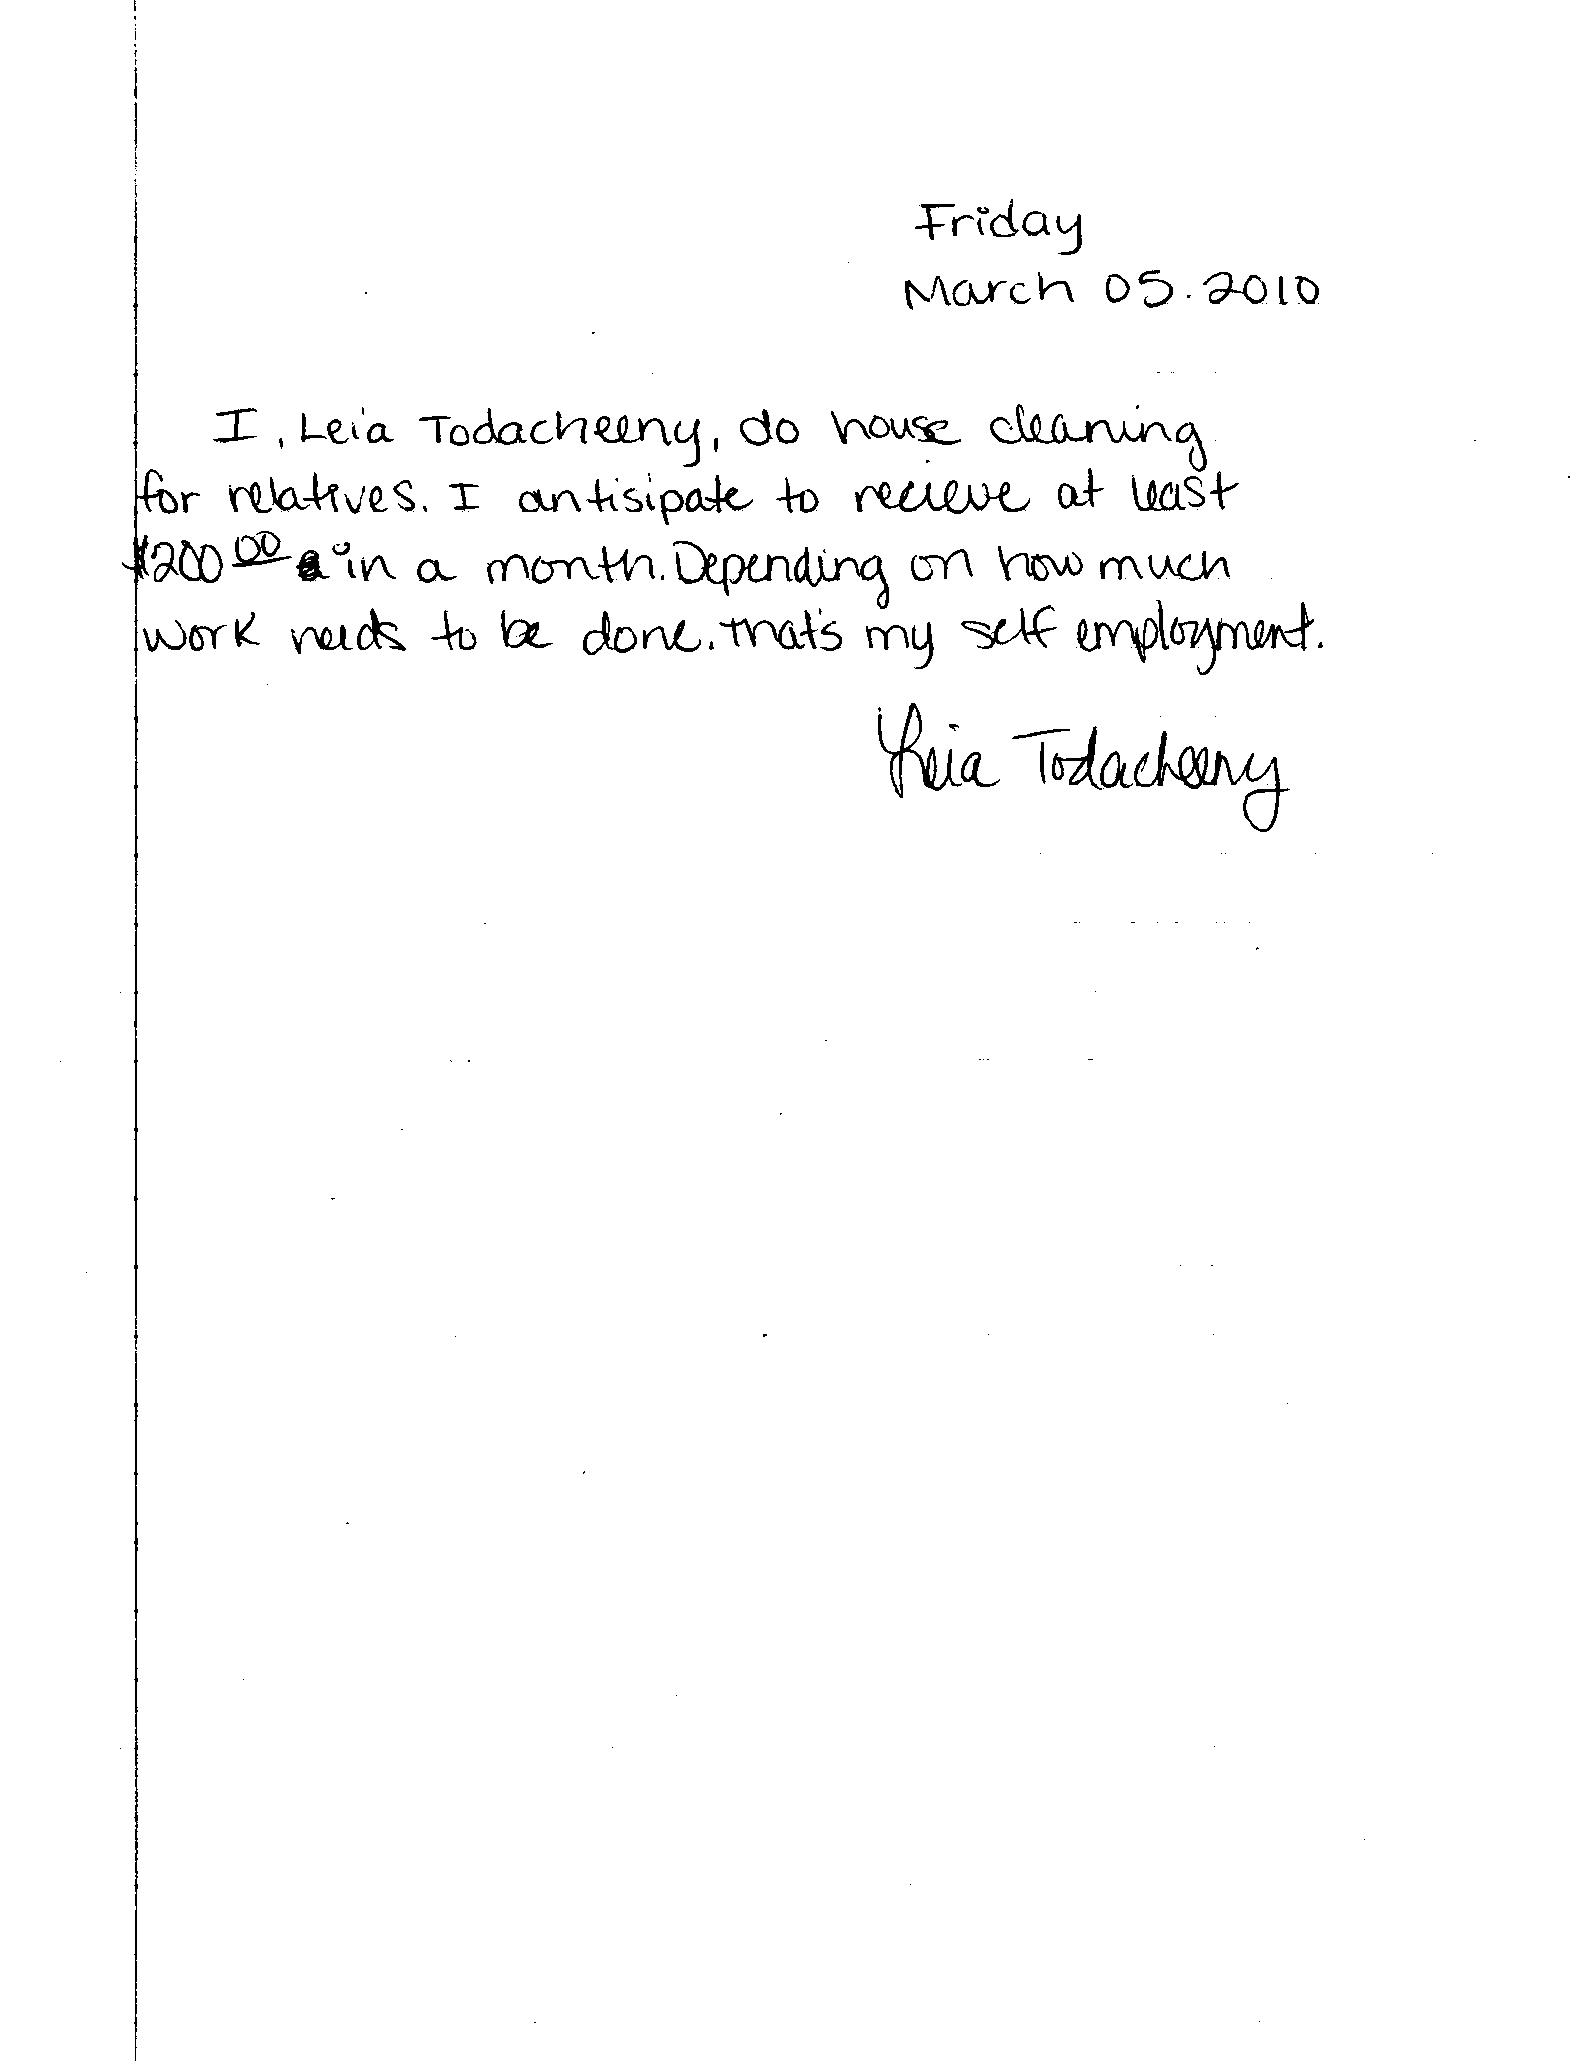 Friday
March 05. 2010
I, Leia Todacheeny, do house cleaning
for relatives. I antisipate to recieve at least
$200 00 in a month. Depending on how much
work needs to be done. that's my self employment.
Leia Todacheeny